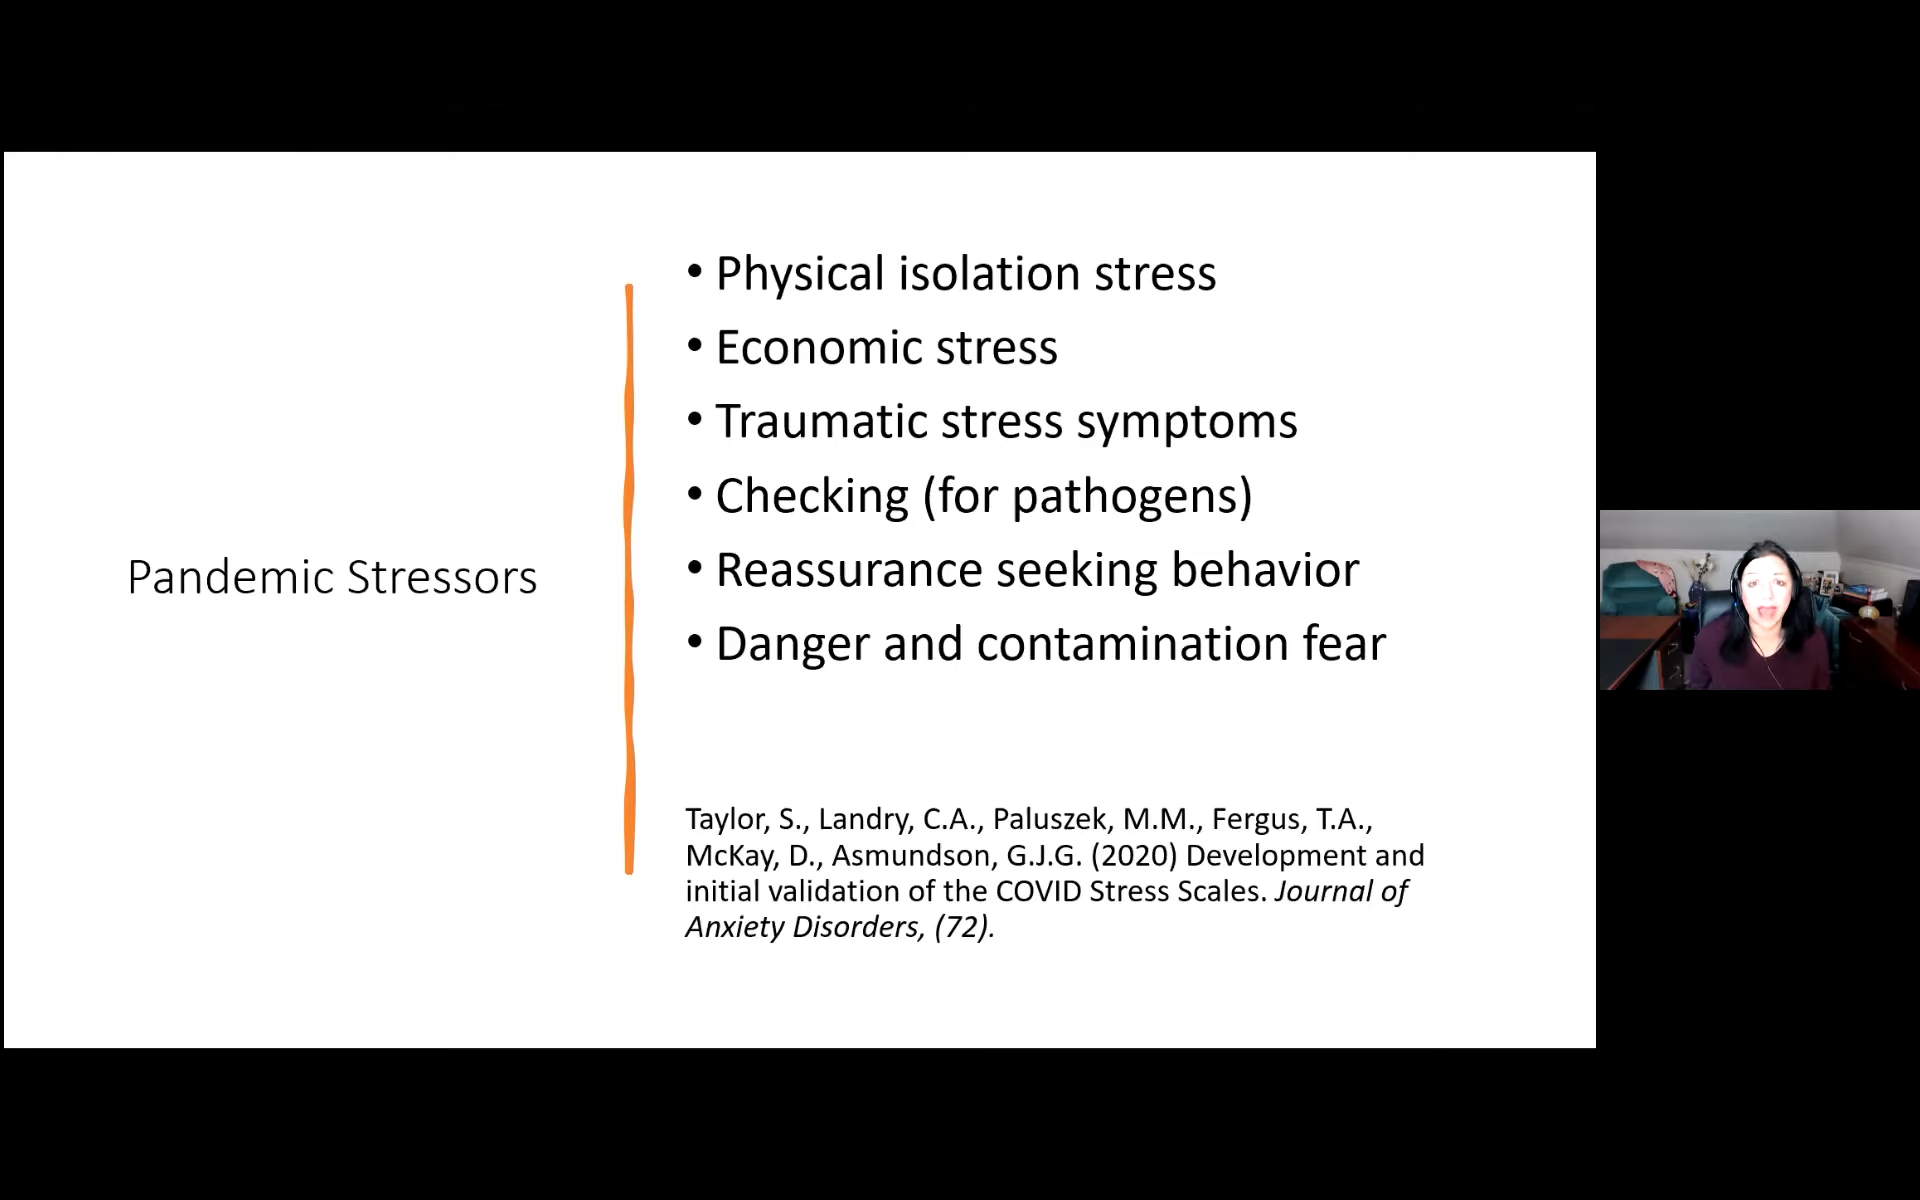 Pandemic Stressors
• Physical isolation stress
• Economic stress
• Traumatic stress symptoms
• Checking (for pathogens)
• Reassurance seeking behavior
• Danger and contamination fear
Taylor, S., Landry, C.A., Paluszek, M.M., Fergus, T.A.,
McKay, D., Asmundson, G.J.G. (2020) Development and
initial validation of the COVID Stress Scales. Journal of
Anxiety Disorders, (72).